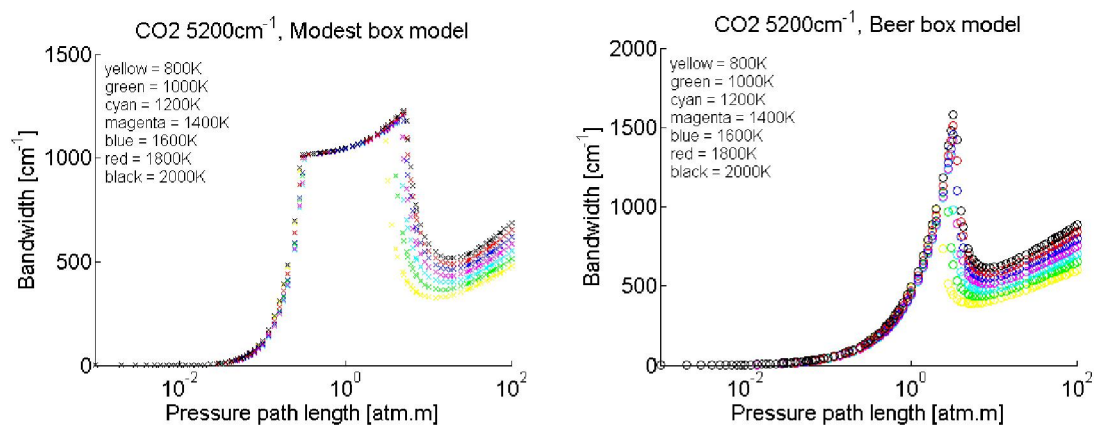 CO2 5200cm⁻¹, Modest box model
1500
1000
500
0
Bandwidth [cm⁻¹]
yellow = 800K
green = 1000K
cyan = 1200K
magenta = 1400K
blue = 1600K
red = 1800K
black = 2000K
10⁻²
10⁰
10²
Pressure path length [atm.m]
CO2 5200cm⁻¹, Beer box model
2000
1500
1000
500
0
Bandwidth [cm⁻¹]
yellow = 800K
green = 1000K
cyan = 1200K
magenta = 1400K
blue = 1600K
red = 1800K
black = 2000K
10⁻²
10⁰
10²
Pressure path length [atm.m]